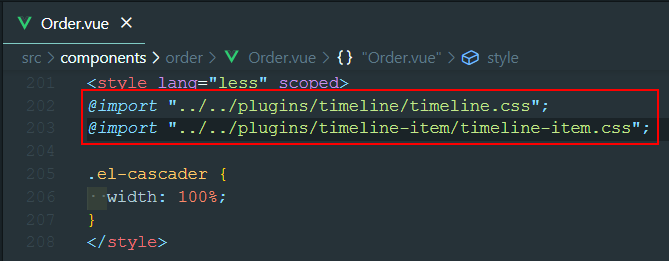 Order.vue ×
src > components > order > Order.vue > {} "Order.vue" > style
201 <style lang="less" scoped>
202 @import "../../plugins/timeline/timeline.css";
203 @import "../../plugins/timeline-item/timeline-item.css";
204
205 .el-cascader {
206 width: 100%;
207 }
208 </style>